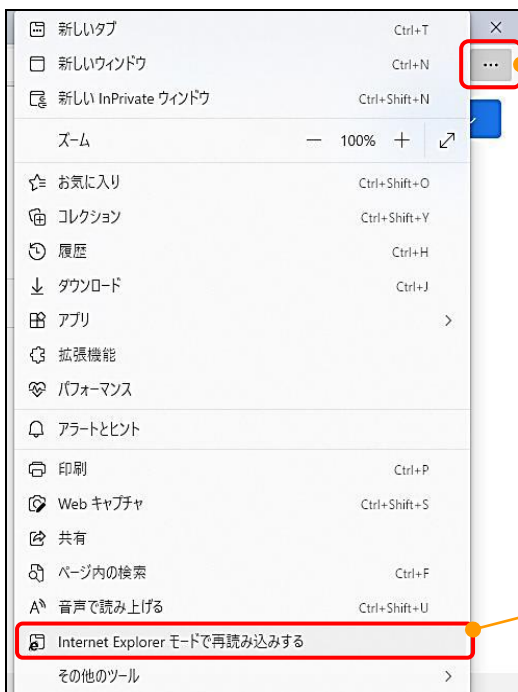 新しいタブ Ctrl+T
新しいウィンドウ Ctrl+N
新しい InPrivate ウィンドウ Ctrl+Shift+N
ズーム — 100% +
お気に入り Ctrl+Shift+O
コレクション Ctrl+Shift+Y
履歴 Ctrl+H
ダウンロード Ctrl+J
アプリ
拡張機能
パフォーマンス
アラートとヒント
印刷 Ctrl+P
Web キャプチャ Ctrl+Shift+S
共有
ページ内の検索 Ctrl+F
音声で読み上げる Ctrl+Shift+U
Internet Explorer モードで再読み込みする
その他のツール